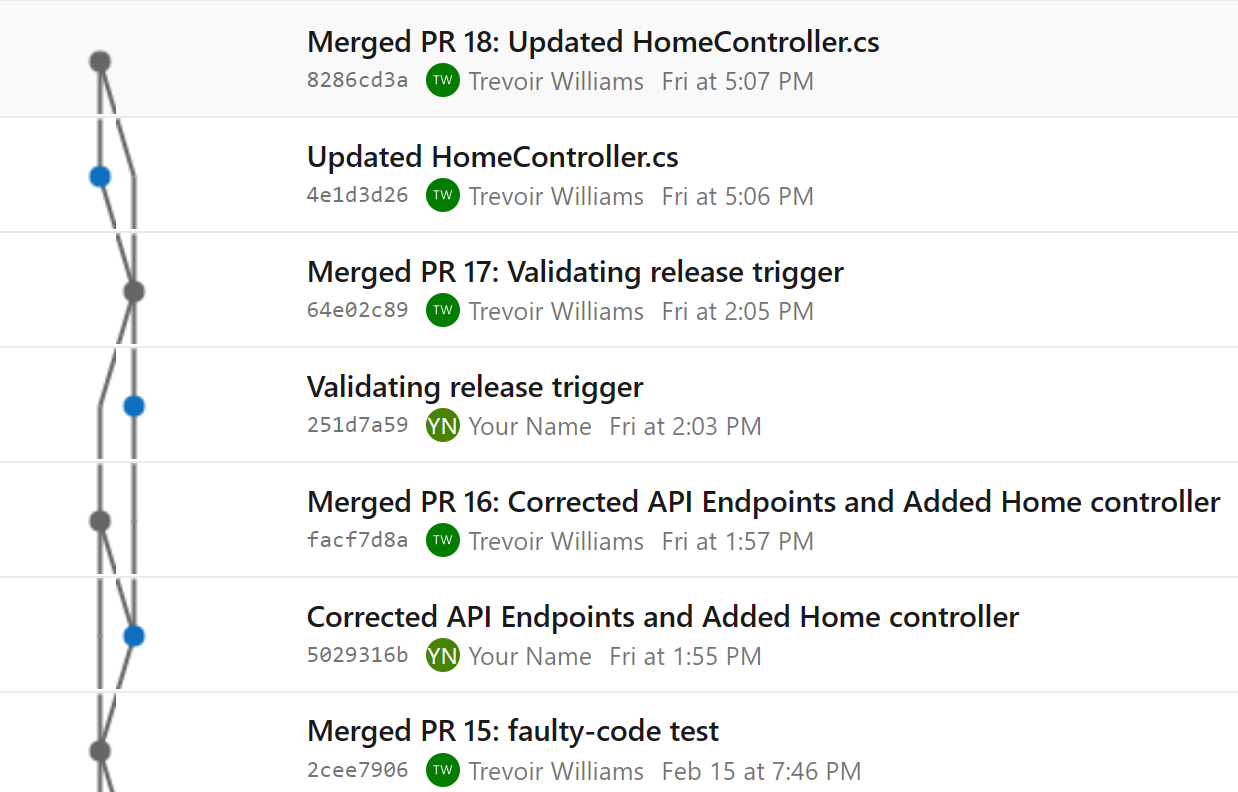 Merged PR 18: Updated HomeController.cs
8286cd3a TW Trevoir Williams Fri at 5:07 PM
Updated HomeController.cs
4e1d3d26 TW Trevoir Williams Fri at 5:06 PM
Merged PR 17: Validating release trigger
64e02c89 TW Trevoir Williams Fri at 2:05 PM
Validating release trigger
251d7a59 YN Your Name Fri at 2:03 PM
Merged PR 16: Corrected API Endpoints and Added Home controller
facf7d8a TW Trevoir Williams Fri at 1:57 PM
Corrected API Endpoints and Added Home controller
5029316b YN Your Name Fri at 1:55 PM
Merged PR 15: faulty-code test
2cee7906 TW Trevoir Williams Feb 15 at 7:46 PM